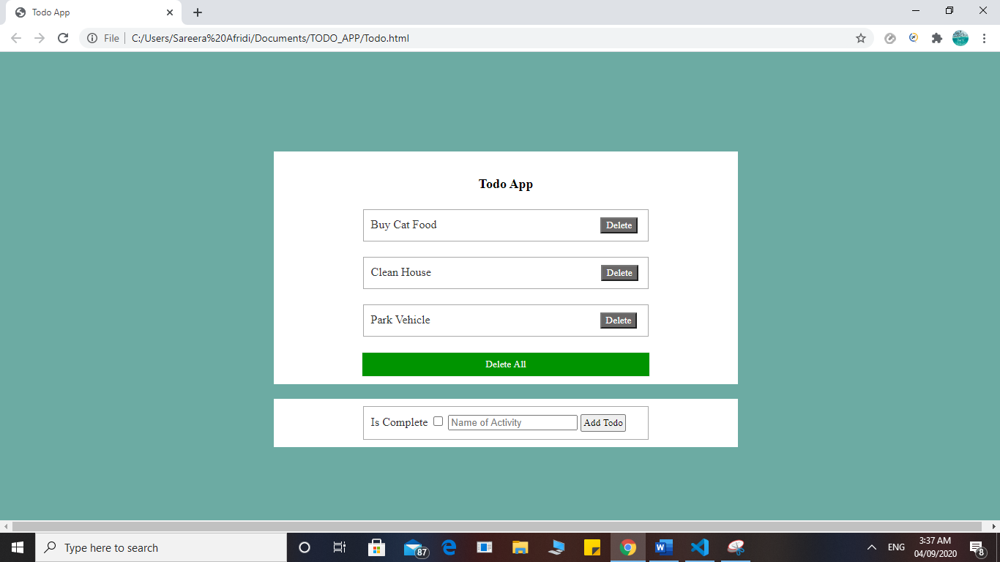 Todo App
File C:/Users/Sareera%20Afridi/Documents/TODO_APP/Todo.html
Todo App
Buy Cat Food Delete
Clean House Delete
Park Vehicle Delete
Delete All
Is Complete Name of Activity Add Todo
Type here to search 87 ENG 3:37 AM
04/09/2020 8